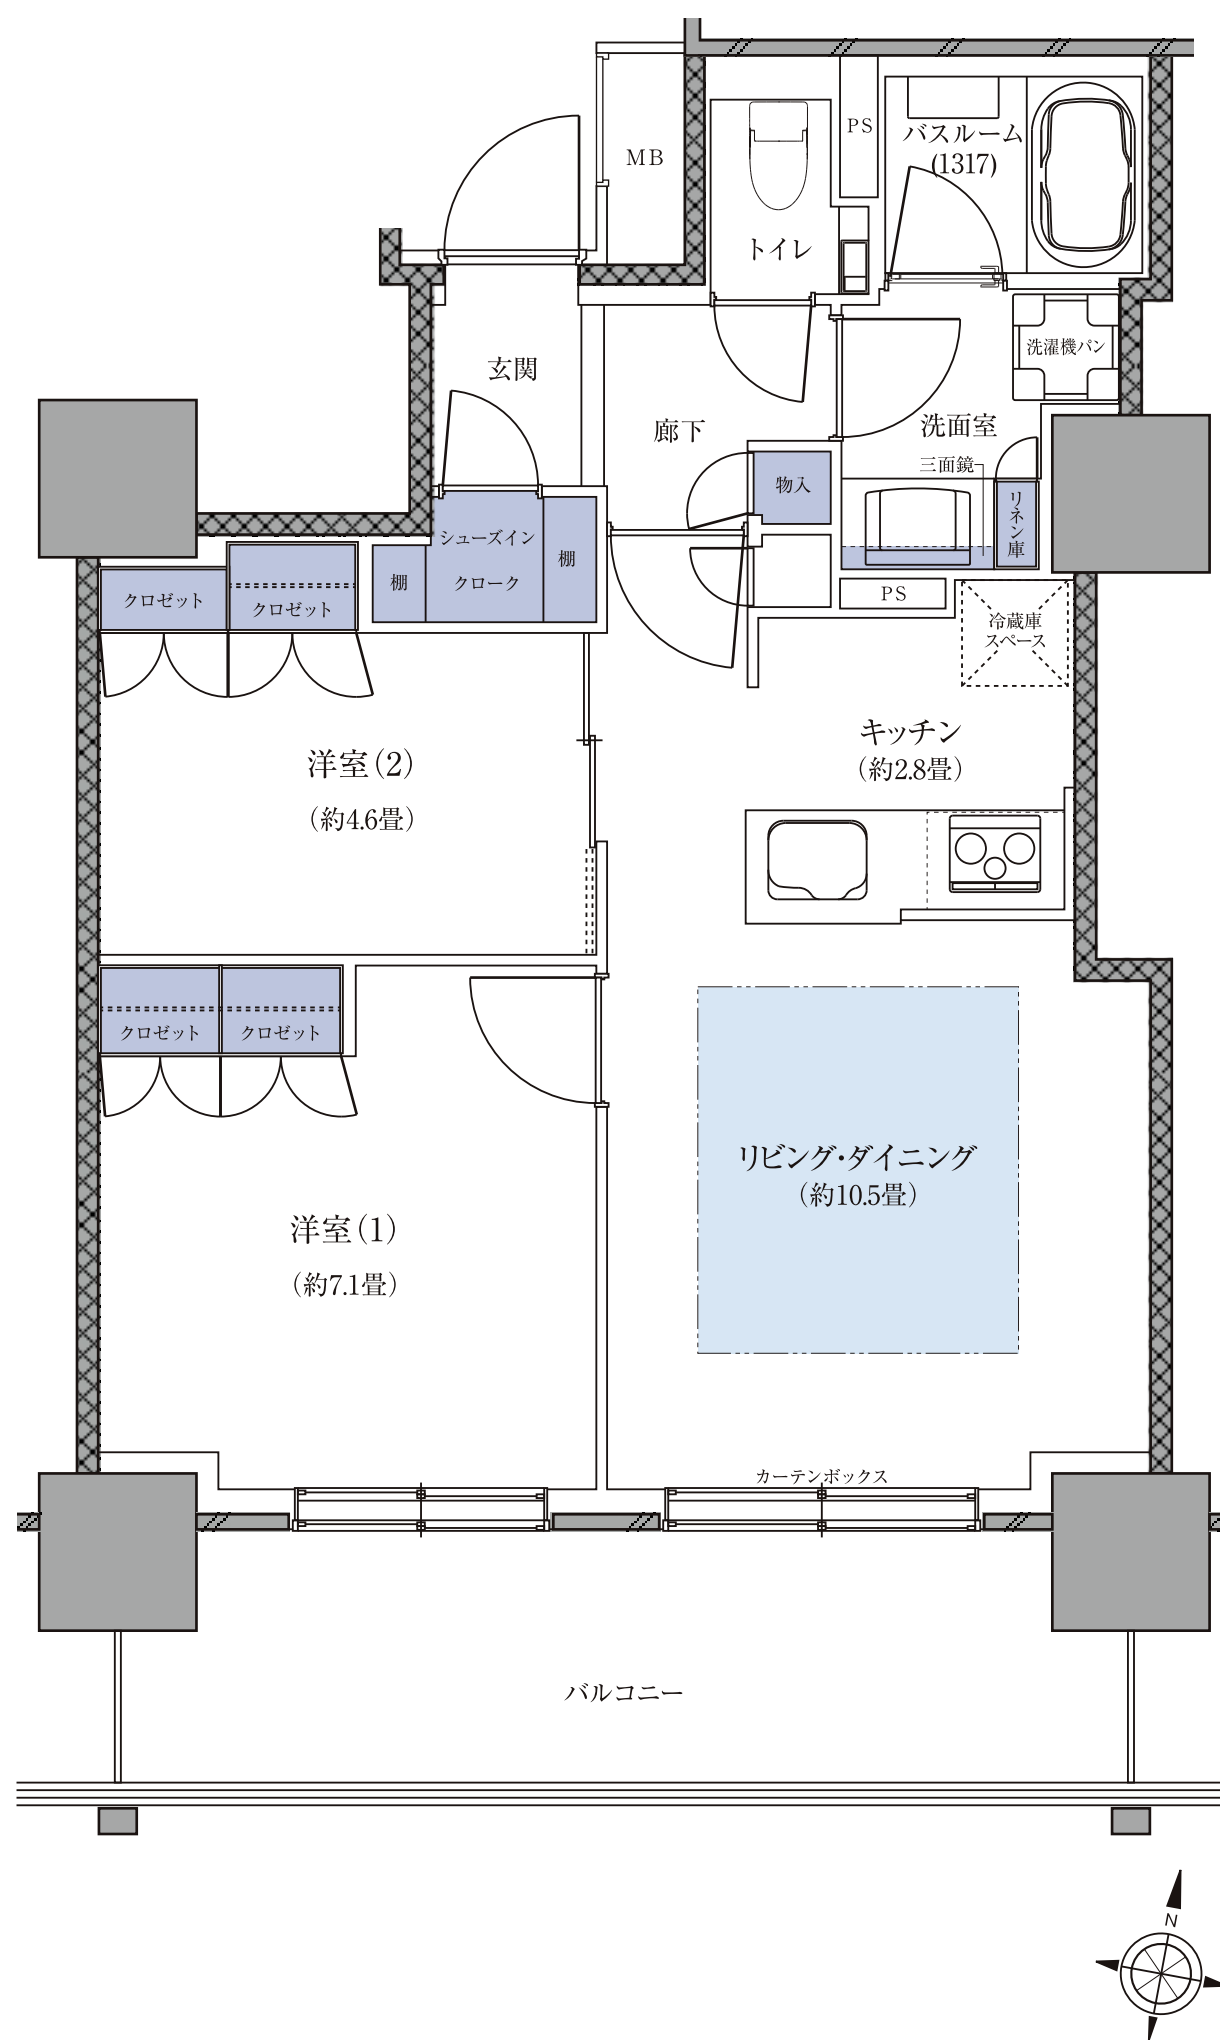 MB
PS
バスルーム
(1317)
トイレ
玄関
洗濯機パン
廊下
洗面室
三面鏡
物入
リネン庫
シューズイン
クローク
棚
棚
クロゼット
クロゼット
PS
冷蔵庫
スペース
キッチン
(約2.8畳)
洋室(2)
(約4.6畳)
クロゼット
クロゼット
リビング・ダイニング
(約10.5畳)
洋室(1)
(約7.1畳)
カーテンボックス
バルコニー
N